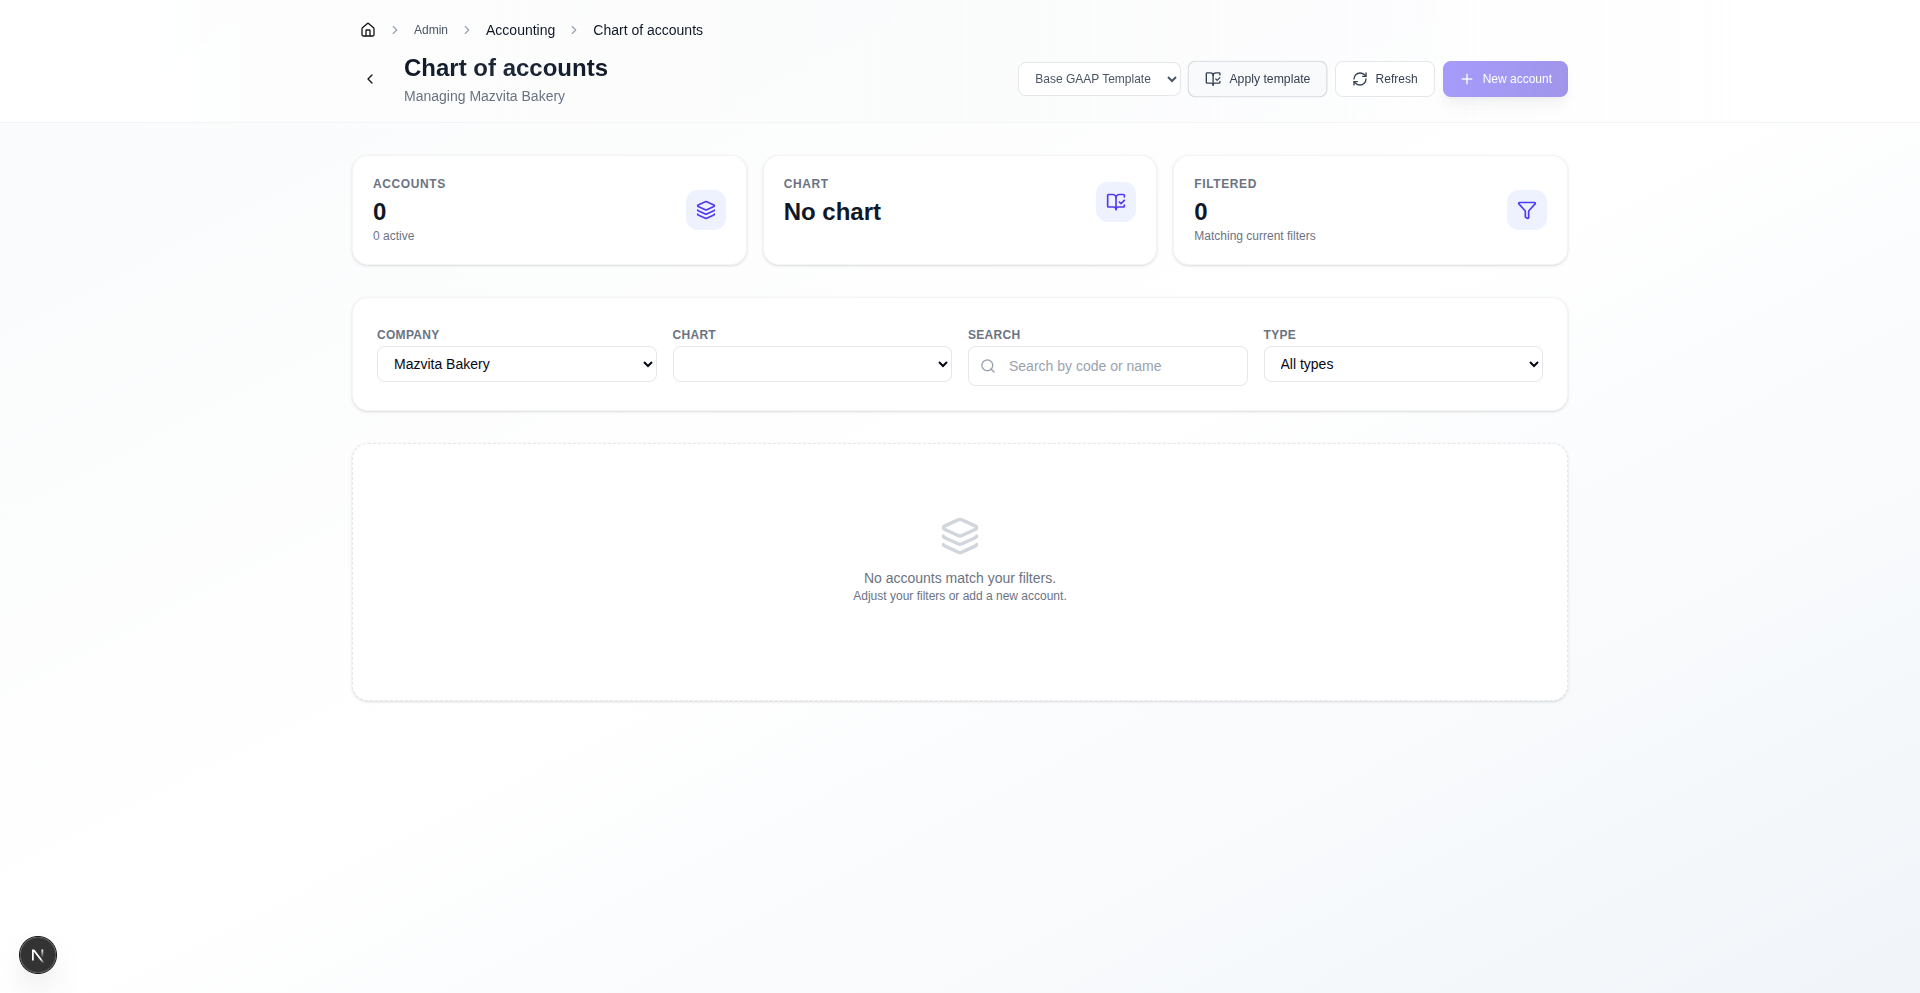 Admin
Accounting
Chart of accounts
Chart of accounts
Managing Mazvita Bakery
Base GAAP Template
Apply template
Refresh
New account
ACCOUNTS
0
0 active
CHART
No chart
FILTERED
0
Matching current filters
COMPANY
Mazvita Bakery
CHART
SEARCH
Search by code or name
TYPE
All types
No accounts match your filters.
Adjust your filters or add a new account.
N